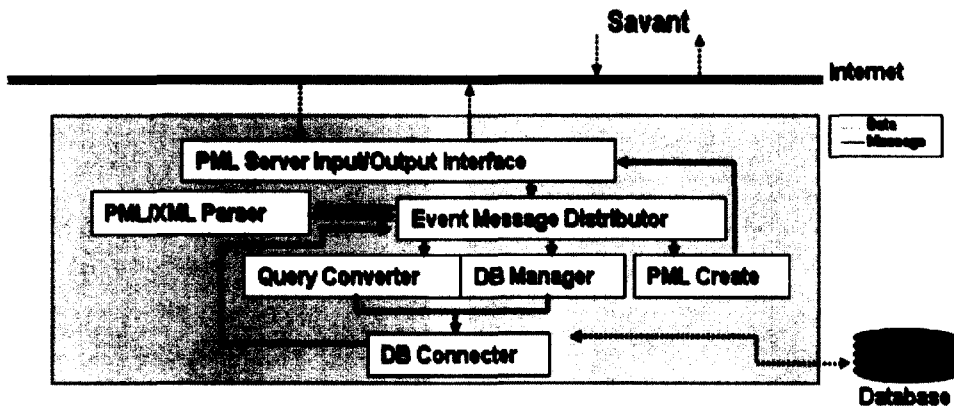 Savant
Internet
Data
Message
PML Server Input/Output Interface
PML/XML Parser
Event Message Distributor
Query Converter
DB Manager
PML Create
DB Connecter
Database